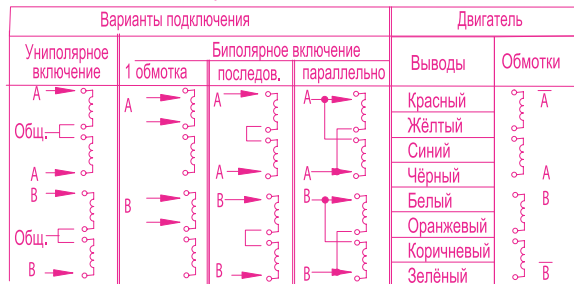 Варианты подключения
Двигатель
Униполярное
включение
Биполярное включение
1 обмотка
последов.
параллельно
Выводы
Обмотки
A
A
A
A
Красный
A
Общ.
Жёлтый
Синий
A
A
A
Чёрный
A
B
B
B
B
Белый
B
Общ.
Оранжевый
Коричневый
B
B
B
Зелёный
B